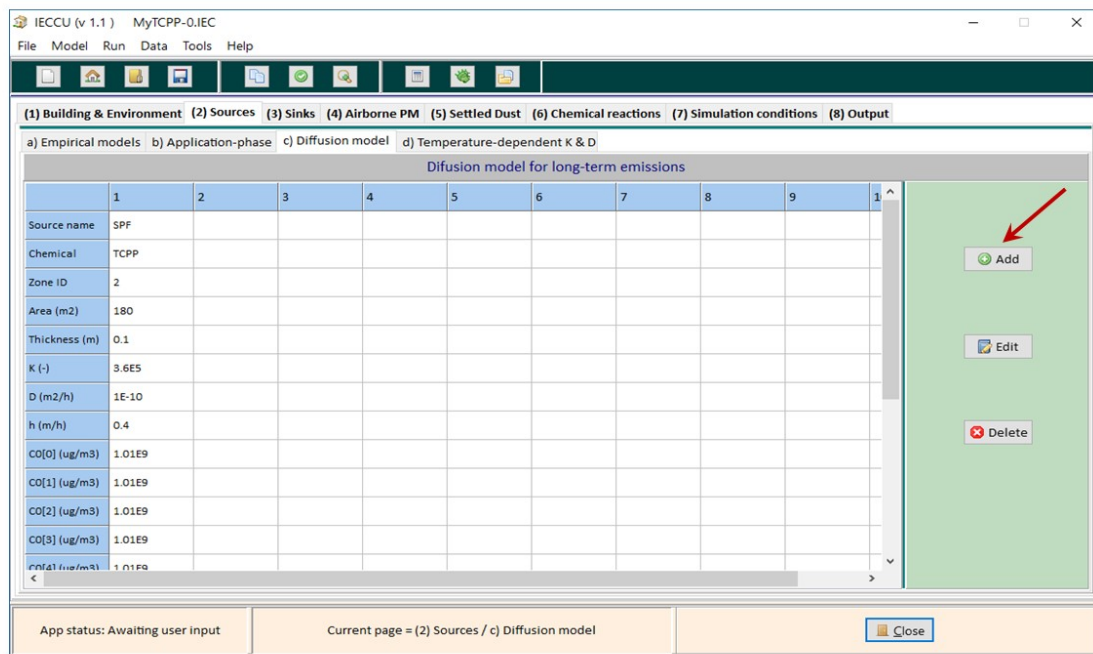 IECCU (v 1.1 ) MyTCPP-0.IEC
File Model Run Data Tools Help
(1) Building & Environment (2) Sources (3) Sinks (4) Airborne PM (5) Settled Dust (6) Chemical reactions (7) Simulation conditions (8) Output
a) Empirical models b) Application-phase c) Diffusion model d) Temperature-dependent K & D
Difusion model for long-term emissions
1 2 3 4 5 6 7 8 9
Source name SPF
Chemical TCPP
Zone ID 2
Area (m2) 180
Thickness (m) 0.1
K (-) 3.6E5
D (m2/h) 1E-10
h (m/h) 0.4
C0[0] (ug/m3) 1.01E9
C0[1] (ug/m3) 1.01E9
C0[2] (ug/m3) 1.01E9
C0[3] (ug/m3) 1.01E9
C0[4] (ug/m3) 1.01E9
Add
Edit
Delete
App status: Awaiting user input
Current page = (2) Sources / c) Diffusion model
Close